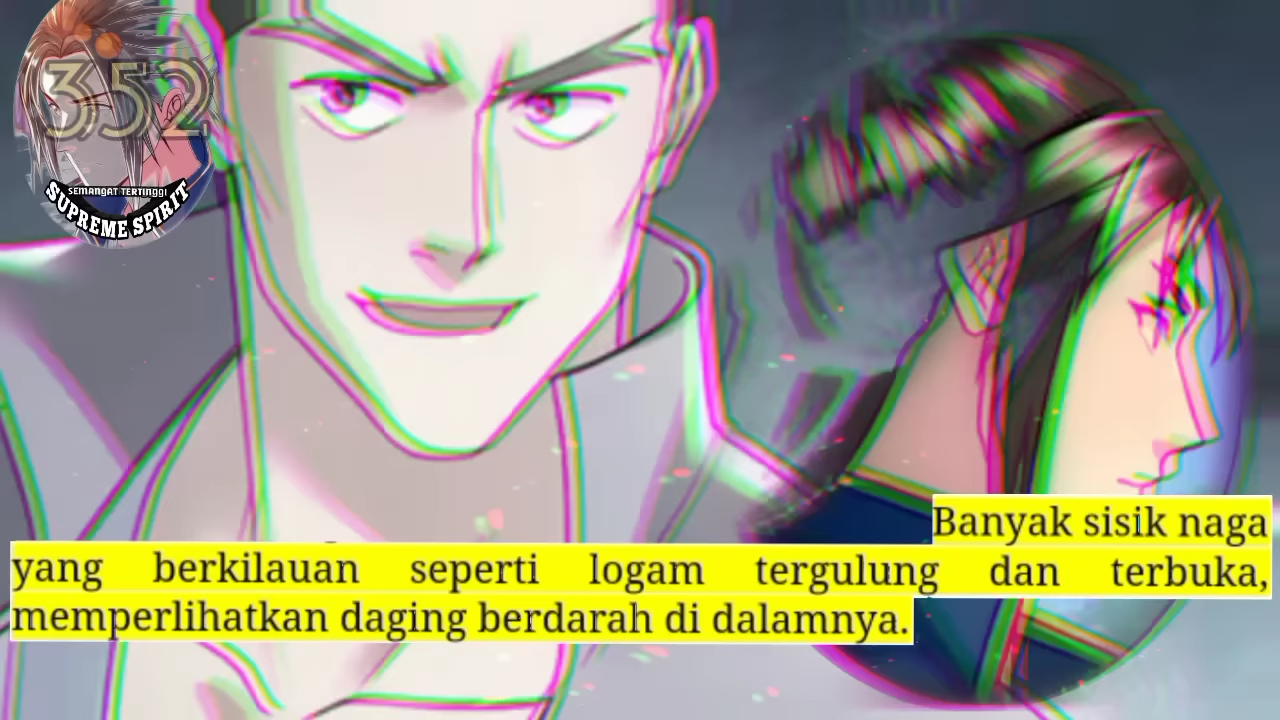 352
SEMANGAT TERTINGGI
SUPREME SPIRIT
Banyak sisik naga
yang berkilauan seperti logam tergulung dan terbuka,
memperlihatkan daging berdarah di dalamnya.